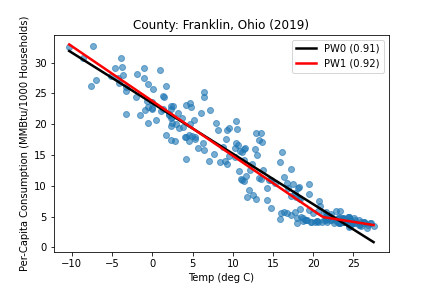 County: Franklin, Ohio (2019)
PW0 (0.91)
PW1 (0.92)
Per-Capita Consumption (MMBtu/1000 Households)
30
25
20
15
10
5
0
−10 −5 0 5 10 15 20 25
Temp (deg C)